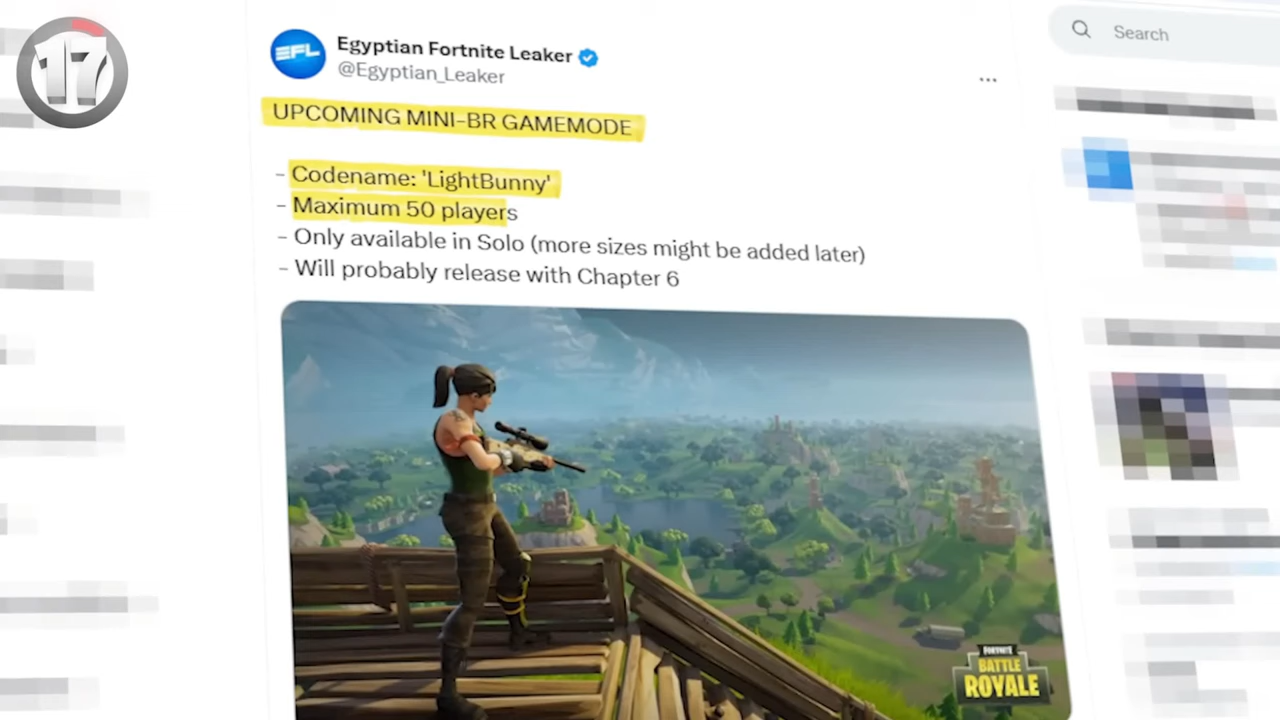 17
EFL
Egyptian Fortnite Leaker
@Egyptian_Leaker
Search
UPCOMING MINI-BR GAMEMODE
- Codename: 'LightBunny'
- Maximum 50 players
- Only available in Solo (more sizes might be added later)
- Will probably release with Chapter 6
FORTNITE
BATTLE
ROYALE